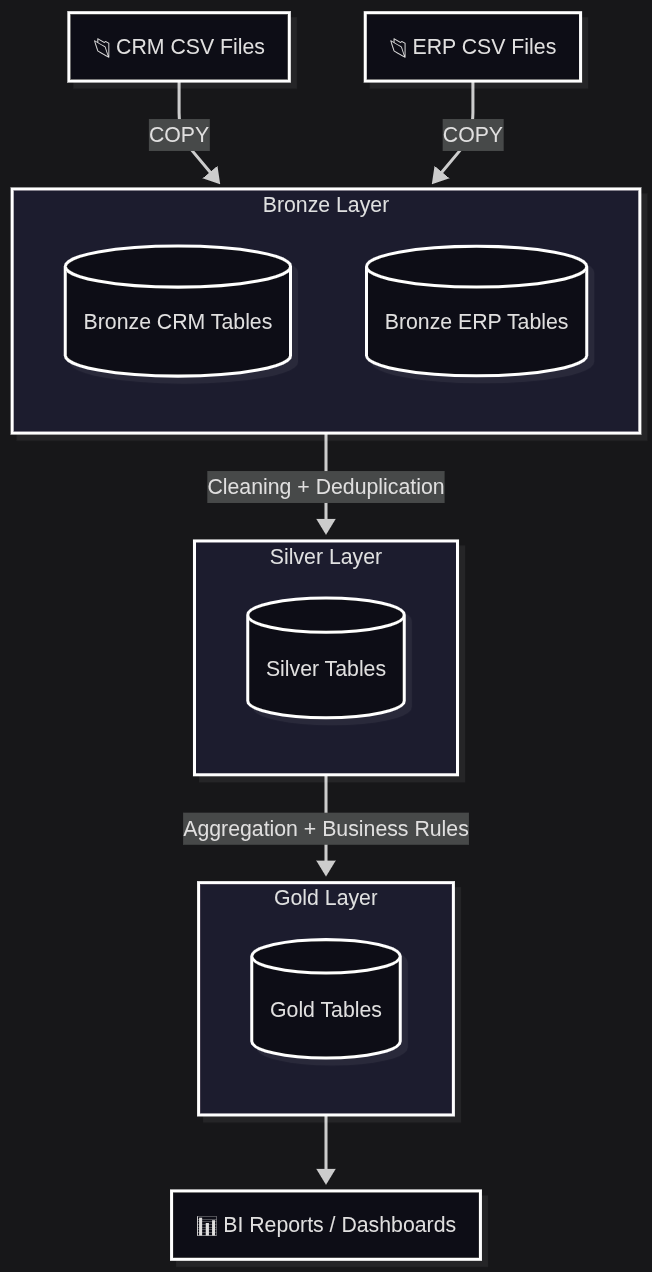 CRM CSV Files
ERP CSV Files
COPY
COPY
Bronze Layer
Bronze CRM Tables
Bronze ERP Tables
Cleaning + Deduplication
Silver Layer
Silver Tables
Aggregation + Business Rules
Gold Layer
Gold Tables
BI Reports / Dashboards